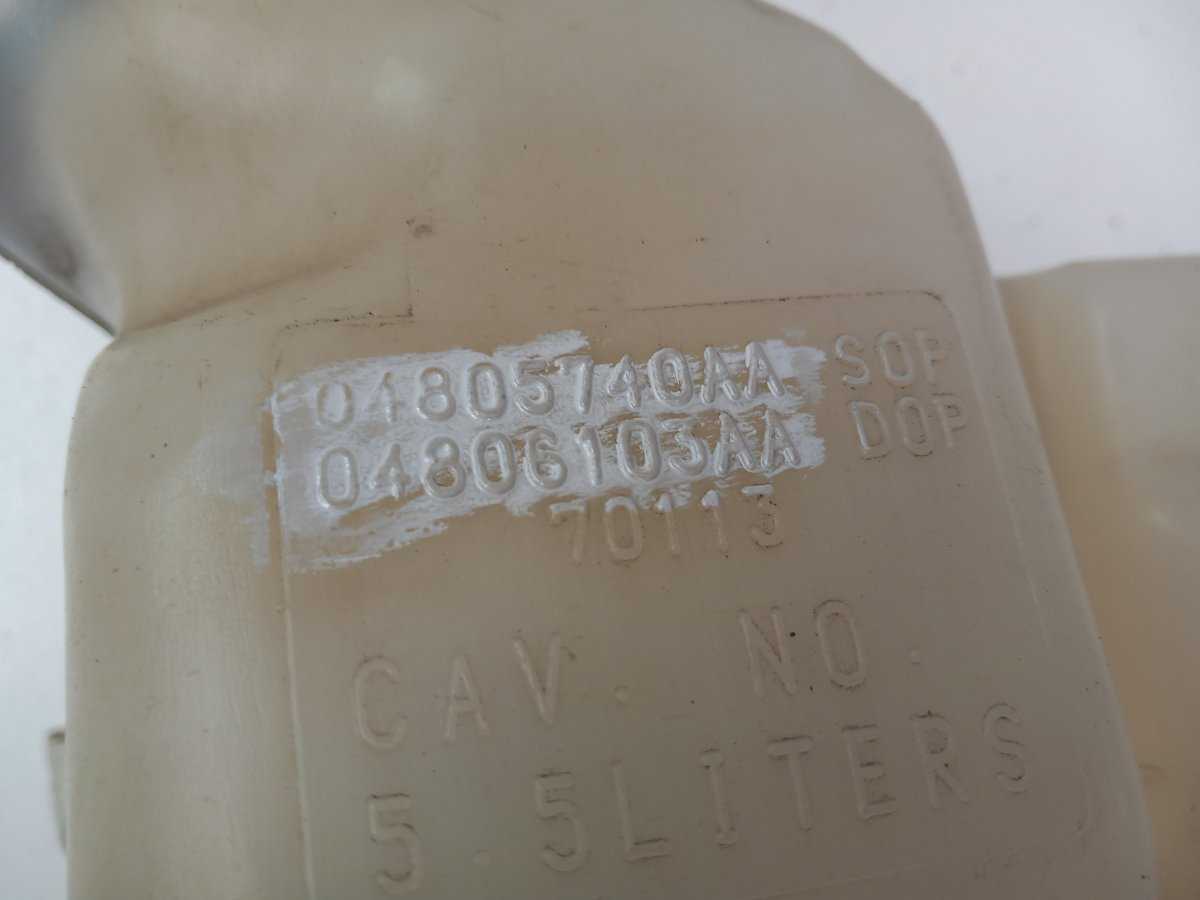 04805740AA SOP
04806103AA DOP
70113
CAV. NO.
5.5LITERS